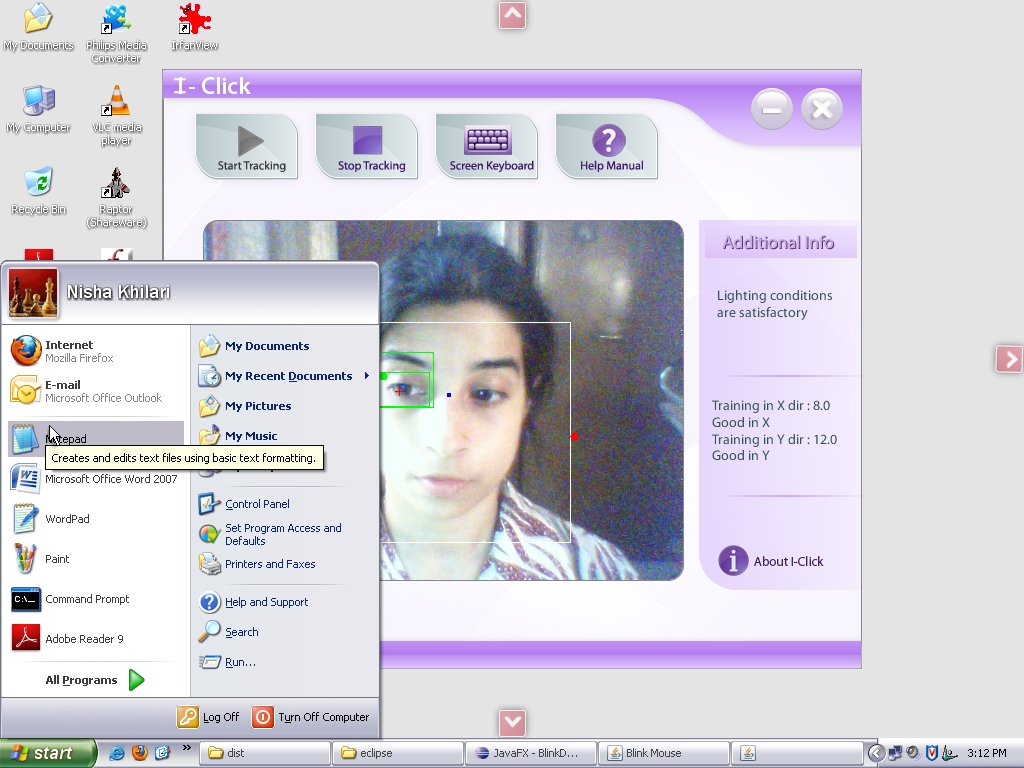 My Documents
Philips Media
Converter
IrfanView
My Computer
VLC media
player
Recycle Bin
Raptor
(Shareware)
I- Click
Start Tracking
Stop Tracking
Screen Keyboard
Help Manual
Additional Info
Lighting conditions
are satisfactory
Training in X dir : 8.0
Good in X
Training in Y dir : 12.0
Good in Y
About I-Click
Nisha Khilari
Internet
Mozilla Firefox
E-mail
Microsoft Office Outlook
Notepad
Creates and edits text files using basic text formatting.
Microsoft Office Word 2007
WordPad
Paint
Command Prompt
Adobe Reader 9
All Programs
My Documents
My Recent Documents
My Pictures
My Music
Control Panel
Set Program Access and
Defaults
Printers and Faxes
Help and Support
Search
Run...
Log Off
Turn Off Computer
start
dist
eclipse
JavaFX - BlinkD...
Blink Mouse
3:12 PM